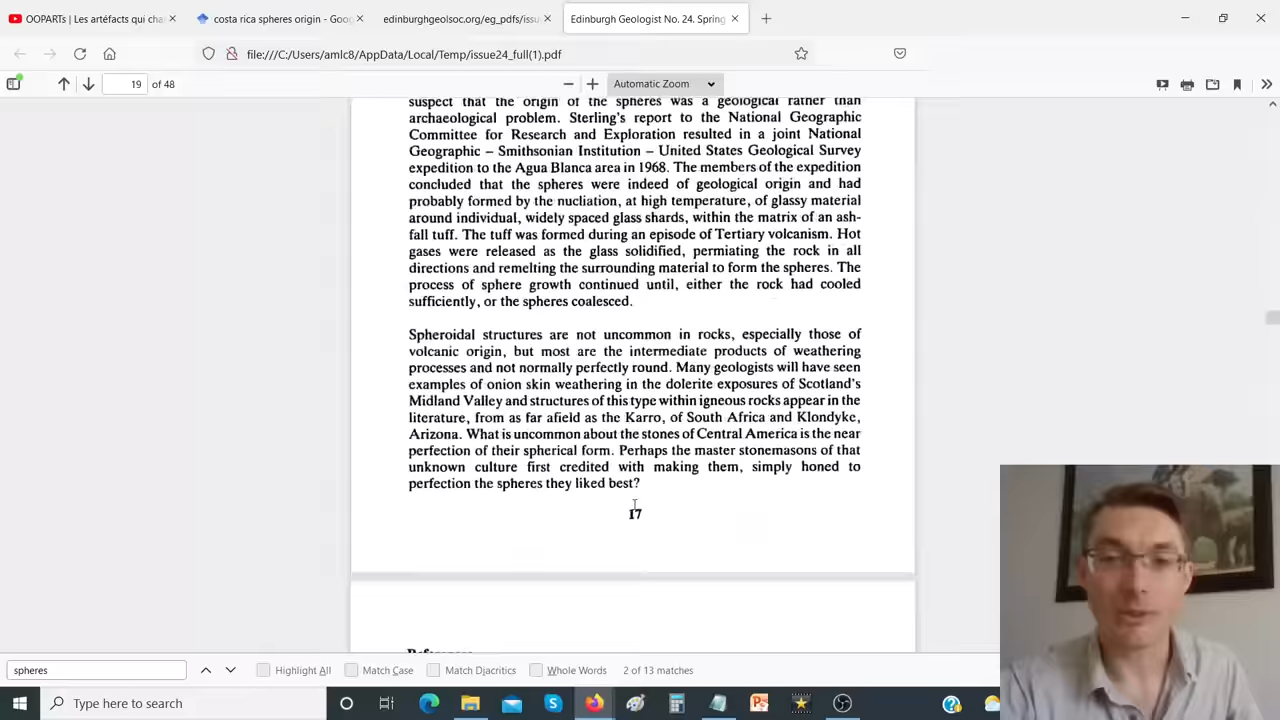 OOPARTs | Les artéfacts qui cha
costa rica spheres origin - Goo
edinburghgeolsoc.org/eg_pdfs/issu
Edinburgh Geologist No. 24. Spring
file:///C:/Users/amlc8/AppData/Local/Temp/issue24_full(1).pdf
19 of 48
Automatic Zoom
suspect that the origin of the spheres was a geological rather than
archaeological problem. Sterling's report to the National Geographic
Committee for Research and Exploration resulted in a joint National
Geographic – Smithsonian Institution – United States Geological Survey
expedition to the Agua Blanca area in 1968. The members of the expedition
concluded that the spheres were indeed of geological origin and had
probably formed by the nucliation, at high temperature, of glassy material
around individual, widely spaced glass shards, within the matrix of an ash-
fall tuff. The tuff was formed during an episode of Tertiary volcanism. Hot
gases were released as the glass solidified, permiating the rock in all
directions and remelting the surrounding material to form the spheres. The
process of sphere growth continued until, either the rock had cooled
sufficiently, or the spheres coalesced.
Spheroidal structures are not uncommon in rocks, especially those of
volcanic origin, but most are the intermediate products of weathering
processes and not normally perfectly round. Many geologists will have seen
examples of onion skin weathering in the dolerite exposures of Scotland's
Midland Valley and structures of this type within igneous rocks appear in the
literature, from as far afield as the Karro, of South Africa and Klondyke,
Arizona. What is uncommon about the stones of Central America is the near
perfection of their spherical form. Perhaps the master stonemasons of that
unknown culture first credited with making them, simply honed to
perfection the spheres they liked best?
17
References
spheres
Highlight All
Match Case
Match Diacritics
Whole Words
2 of 13 matches
Type here to search